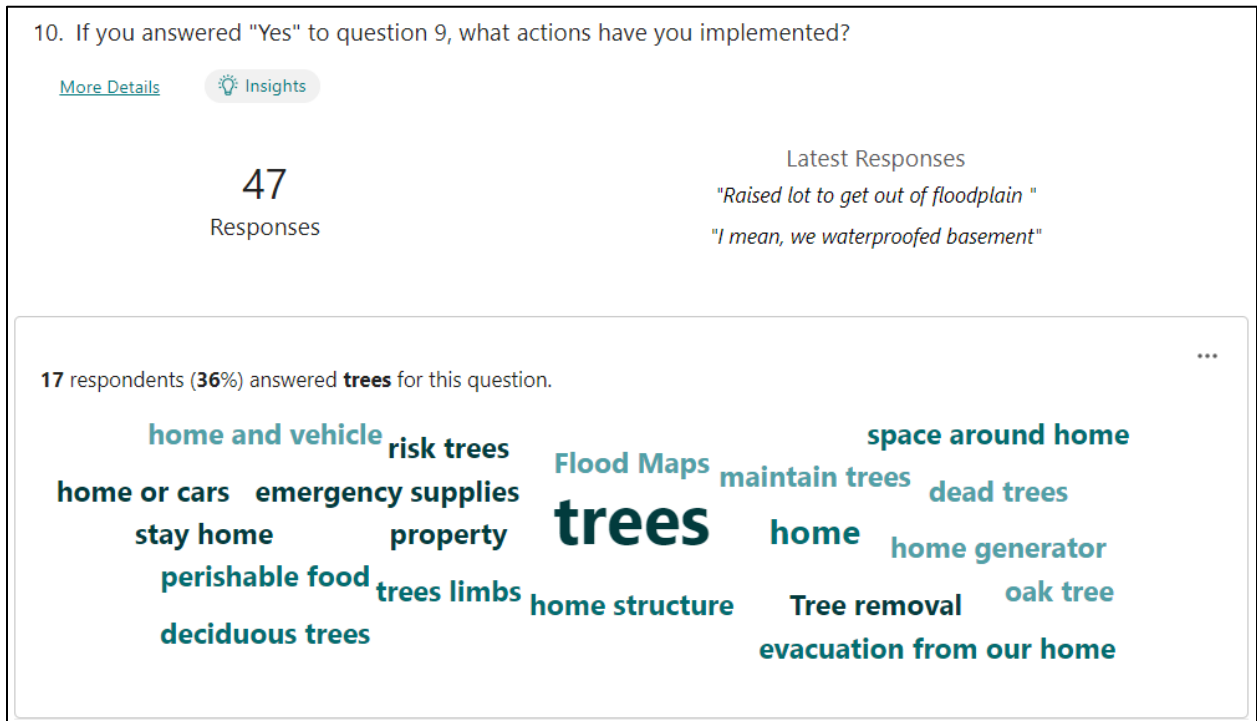 10. If you answered "Yes" to question 9, what actions have you implemented?
More Details
Insights
47
Responses
Latest Responses
"Raised lot to get out of floodplain "
"I mean, we waterproofed basement"
...
17 respondents (36%) answered trees for this question.
home and vehicle
risk trees
Flood Maps
maintain trees
space around home
home or cars
emergency supplies
dead trees
stay home
property
trees
home
home generator
perishable food
trees limbs
home structure
Tree removal
oak tree
deciduous trees
evacuation from our home